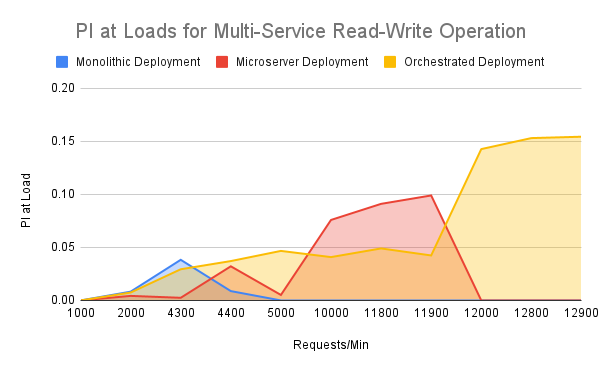 PI at Loads for Multi-Service Read-Write Operation
Monolithic Deployment Microserver Deployment Orchestrated Deployment
0.20
0.15
0.10
0.05
0.00
PI at Load
1000 2000 4300 4400 5000 10000 11800 11900 12000 12800 12900
Requests/Min